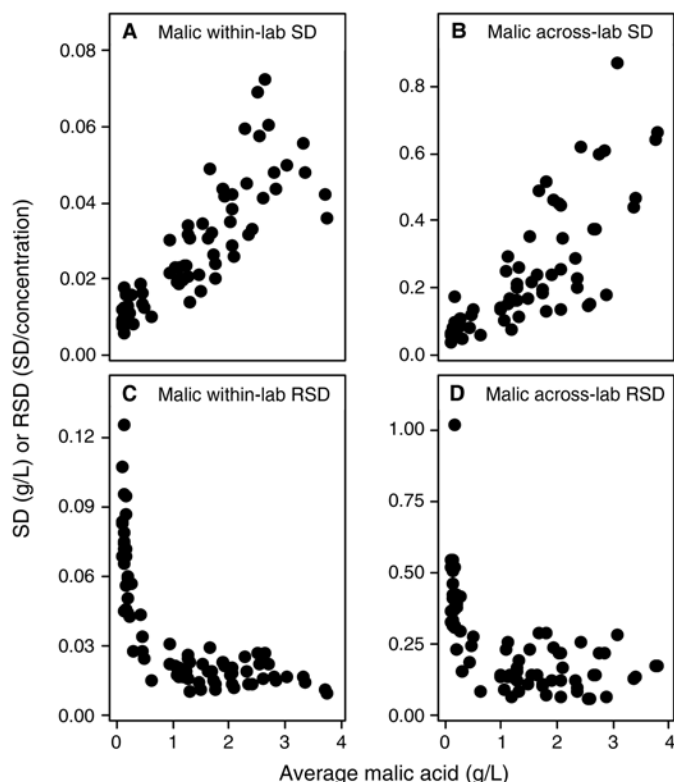 A Malic within-lab SD
B Malic across-lab SD
0.08
0.06
0.04
0.02
0.00
0.8
0.6
0.4
0.2
0.0
SD (g/L) or RSD (SD/concentration)
C Malic within-lab RSD
D Malic across-lab RSD
0.12
0.09
0.06
0.03
0.00
1.00
0.75
0.50
0.25
0.00
0 1 2 3 4
0 1 2 3 4
Average malic acid (g/L)